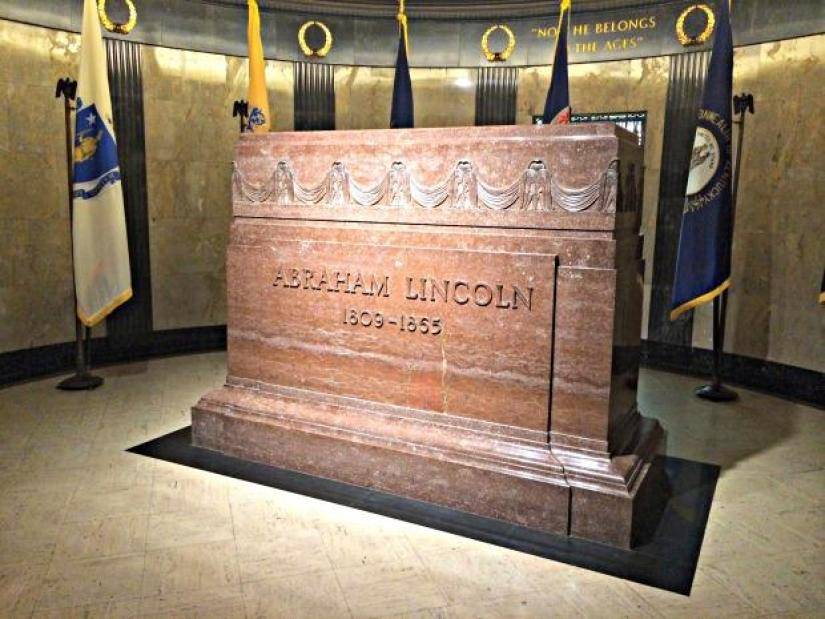 "NOW HE BELONGS
TO THE AGES"
ABRAHAM LINCOLN
1809-1865